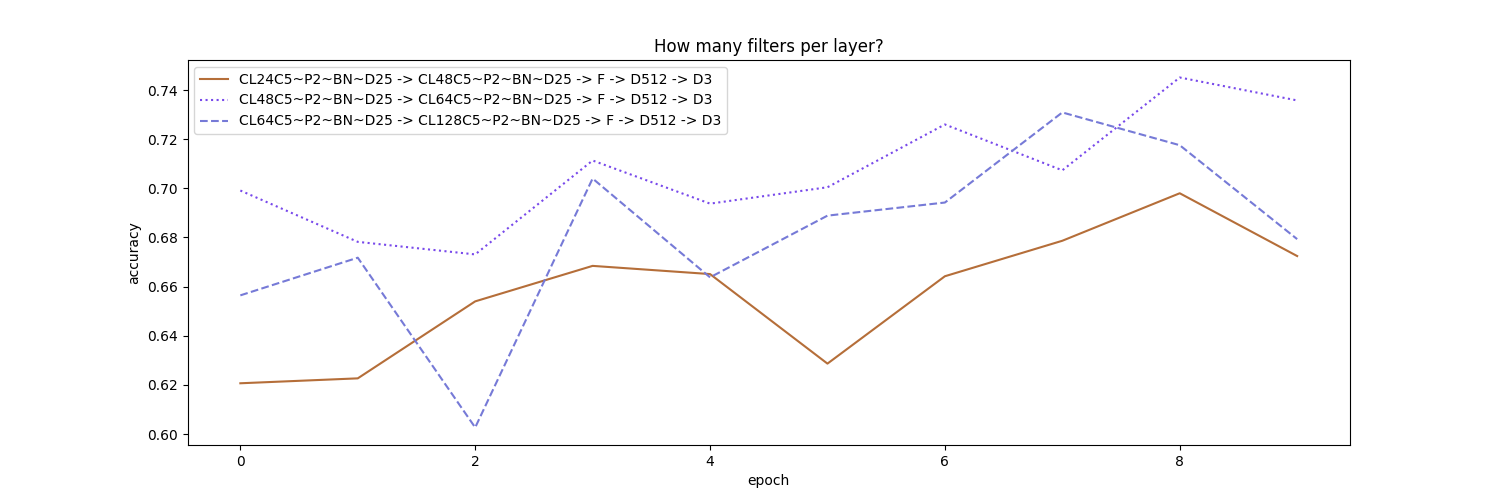 How many filters per layer?
CL24C5~P2~BN~D25 -> CL48C5~P2~BN~D25 -> F -> D512 -> D3
CL48C5~P2~BN~D25 -> CL64C5~P2~BN~D25 -> F -> D512 -> D3
CL64C5~P2~BN~D25 -> CL128C5~P2~BN~D25 -> F -> D512 -> D3
0.74
0.72
0.70
0.68
0.66
0.64
0.62
0.60
accuracy
0 2 4 6 8
epoch